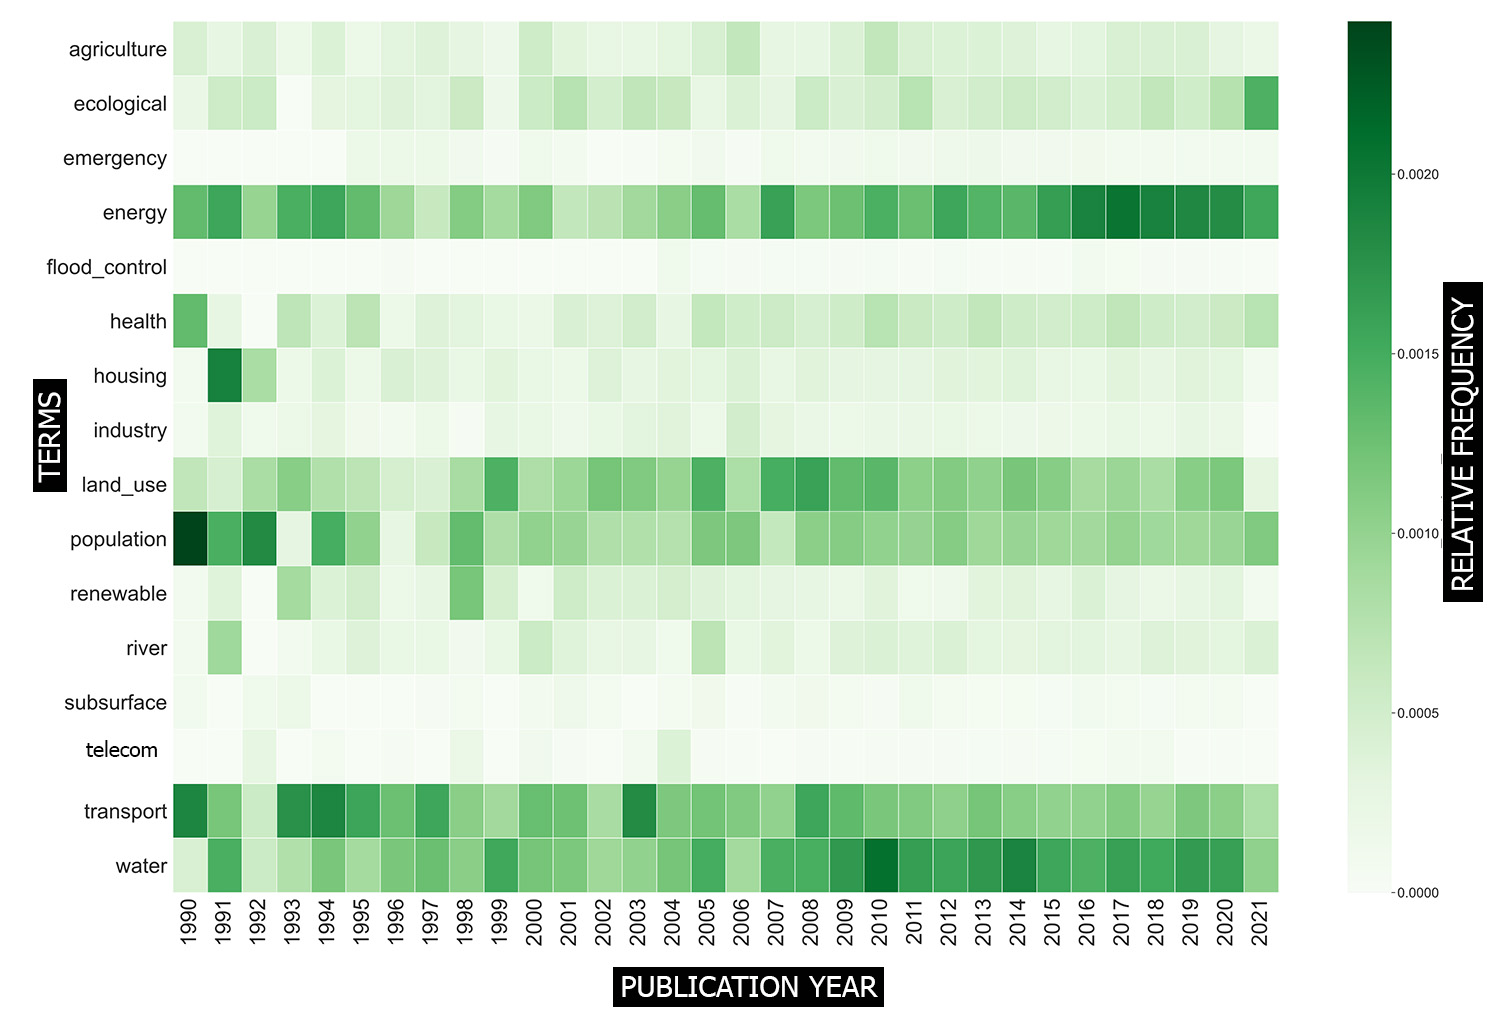 agriculture
ecological
emergency
energy
flood_control
health
housing
industry
land_use
population
renewable
river
subsurface
telecom
transport
water
TERMS
1990 1991 1992 1993 1994 1995 1996 1997 1998 1999 2000 2001 2002 2003 2004 2005 2006 2007 2008 2009 2010 2011 2012 2013 2014 2015 2016 2017 2018 2019 2020 2021
PUBLICATION YEAR
0.0020
0.0015
0.0010
0.0005
0.0000
RELATIVE FREQUENCY